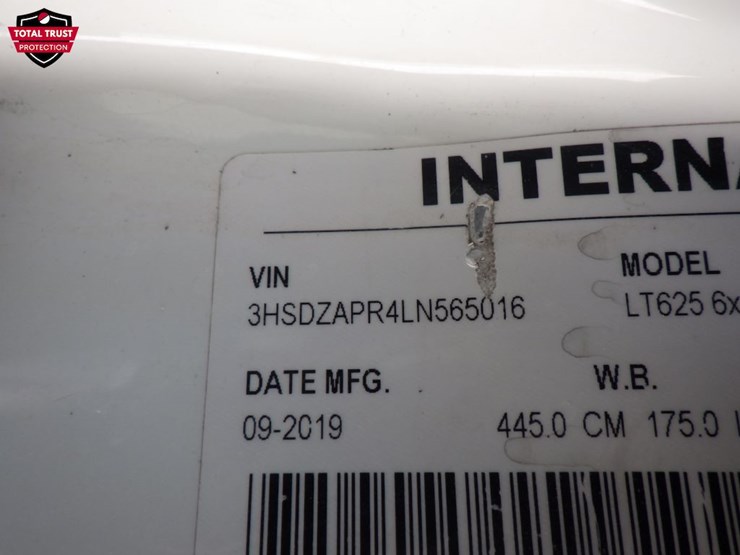 TOTAL TRUST
PROTECTION
INTERNA
VIN
MODEL
3HSDZAPR4LN565016
LT625 6x
DATE MFG.
W.B.
09-2019
445.0 CM 175.0